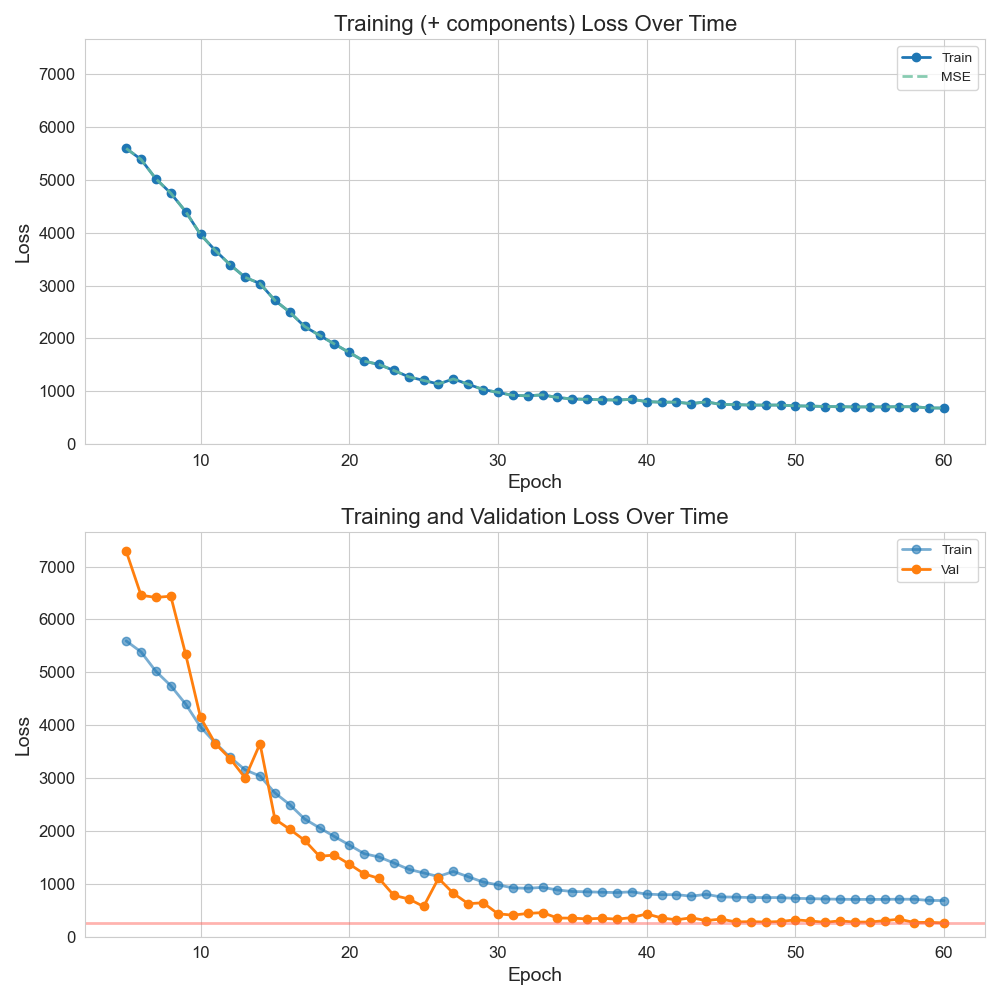 Training (+ components) Loss Over Time
Train
MSE
7000
6000
5000
4000
3000
2000
1000
0
Loss
10 20 30 40 50 60
Epoch
Training and Validation Loss Over Time
Train
Val
7000
6000
5000
4000
3000
2000
1000
0
Loss
10 20 30 40 50 60
Epoch